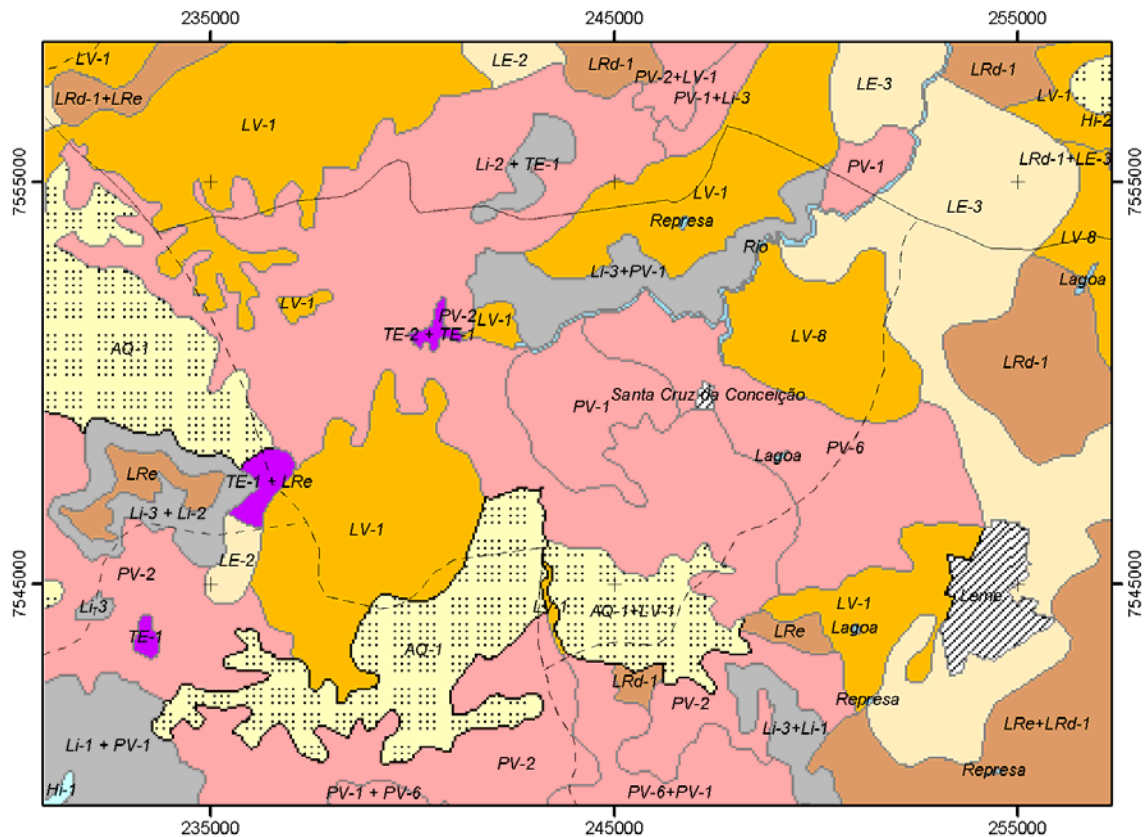 235000
245000
255000
LV-1
LE-2
LRd-1
PV-2+LV-1
LE-3
LRd-1
LRd-1+LRe
PV-1+Li-3
LV-1
LV-1
Hi-2
Li-2 + TE-1
PV-1
LRd-1+LE-3
7555000
7555000
LV-1
LE-3
Represa
LV-8
Rio
Li-3+PV-1
Lagoa
LV-1
PV-2
LV-1
TE-2 + TE-1
LV-8
AQ-1
LRd-1
Santa Cruz da Conceição
PV-1
PV-6
Lagoa
LRe
TE-1 + LRe
Li-3 + Li-2
LV-1
LE-2
PV-2
7545000
7545000
Li-3
LV-1
AQ-1+LV-1
LV-1
Leme
Lagoa
LRe
TE-1
AQ-1
LRd-1
PV-2
Represa
Li-3+Li-1
LRe+LRd-1
Li-1 + PV-1
PV-2
Represa
Hi-1
PV-1 + PV-6
PV-6+PV-1
235000
245000
255000